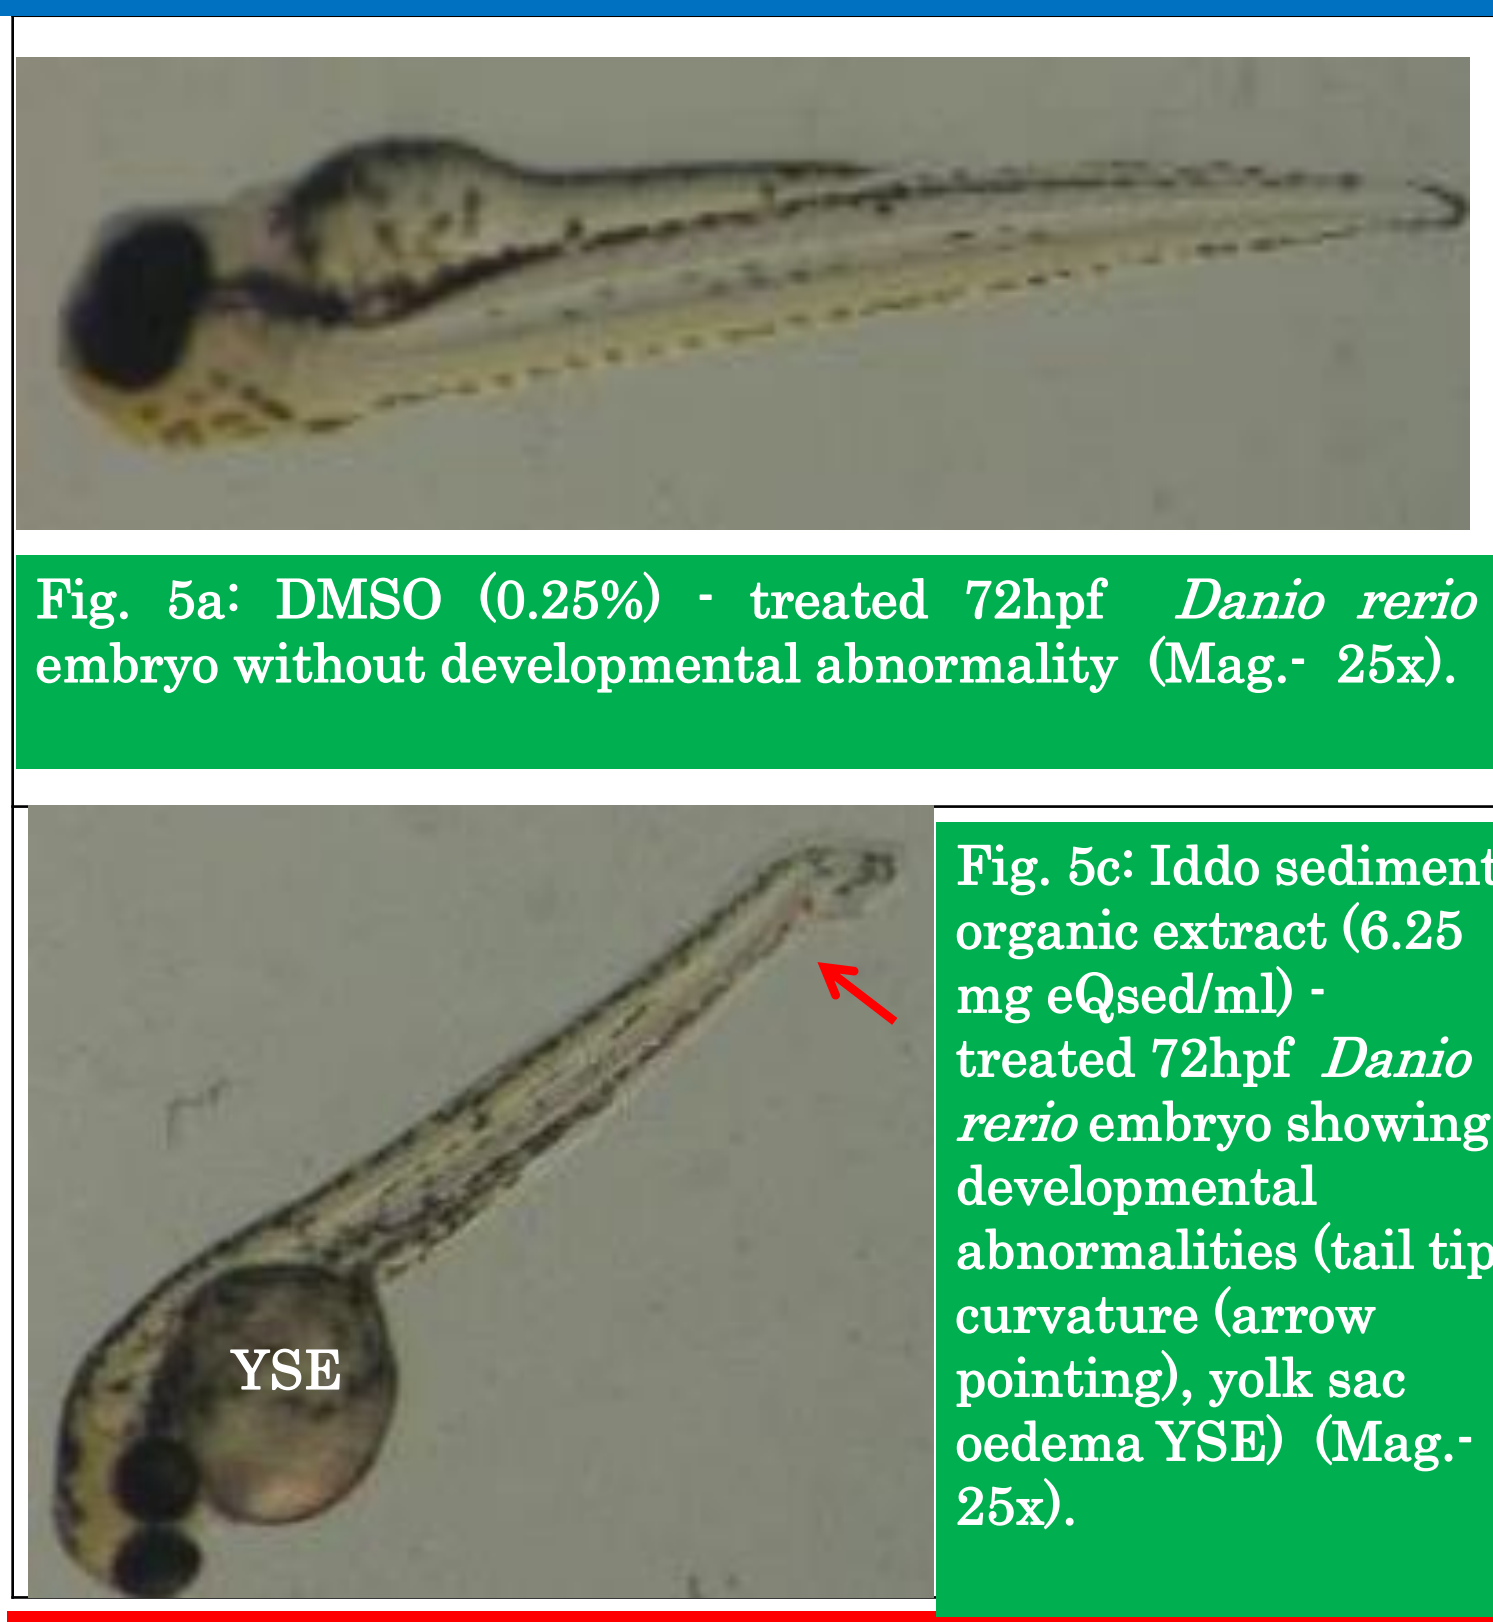 Fig. 5a: DMSO (0.25%) - treated 72hpf Danio rerio
embryo without developmental abnormality (Mag.- 25x).
YSE
Fig. 5c: Iddo sediment
organic extract (6.25
mg eQsed/ml) -
treated 72hpf Danio
rerio embryo showing
developmental
abnormalities (tail tip
curvature (arrow
pointing), yolk sac
oedema YSE) (Mag.-
25x).